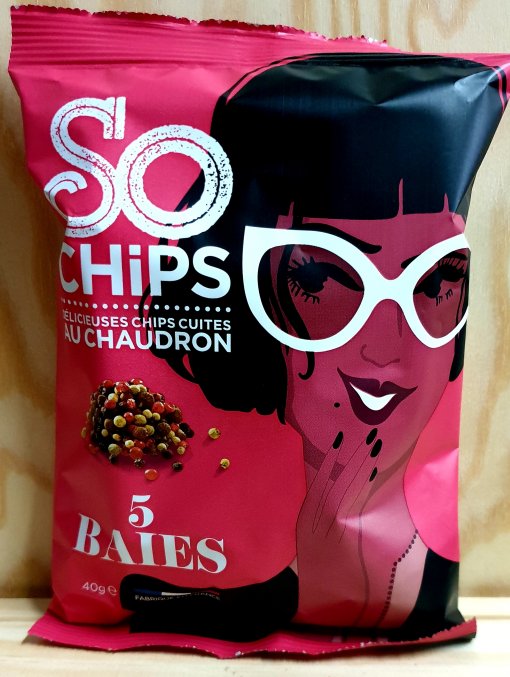 SO
CHiPS
DÉLICIEUSES CHIPS CUITES
AU CHAUDRON
5
BAIES
40g ℮